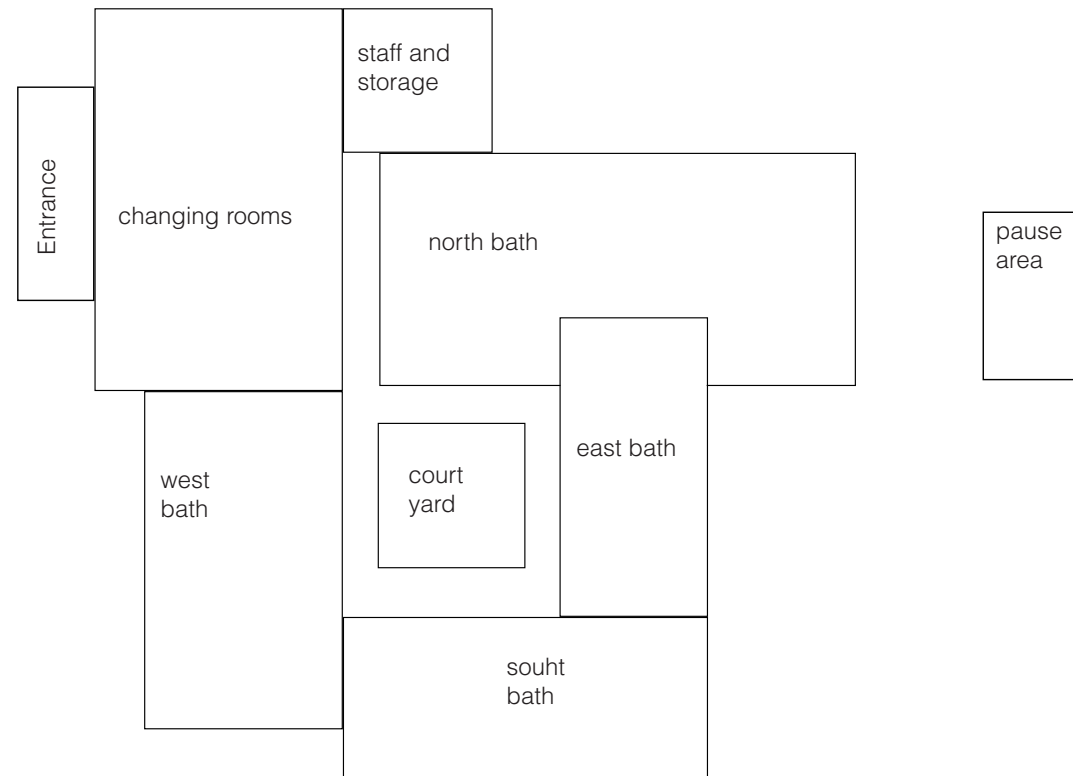 staff and
storage
Entrance
changing rooms
north bath
pause
area
east bath
west
bath
court
yard
souht
bath